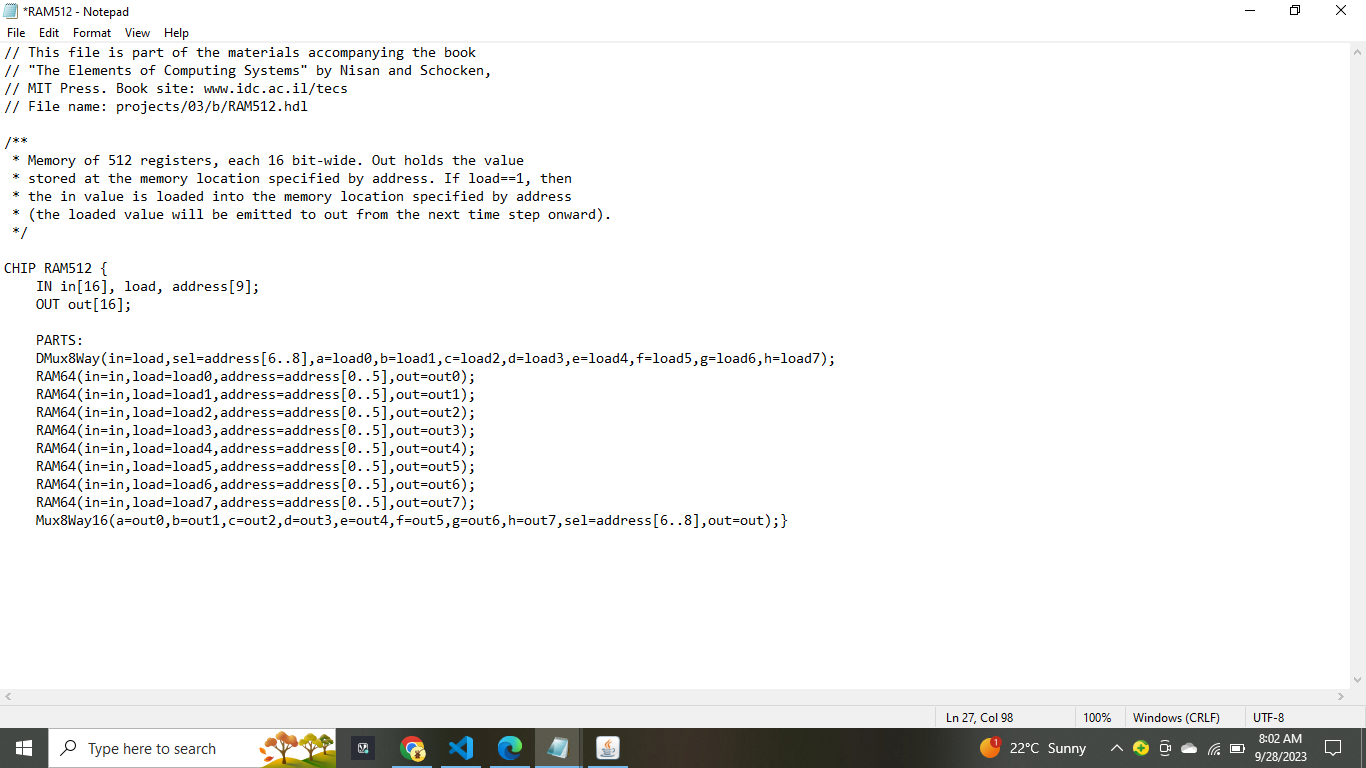 *RAM512 - Notepad
File Edit Format View Help
// This file is part of the materials accompanying the book
// "The Elements of Computing Systems" by Nisan and Schocken,
// MIT Press. Book site: www.idc.ac.il/tecs
// File name: projects/03/b/RAM512.hdl

/**
 * Memory of 512 registers, each 16 bit-wide. Out holds the value
 * stored at the memory location specified by address. If load==1, then
 * the in value is loaded into the memory location specified by address
 * (the loaded value will be emitted to out from the next time step onward).
 */

CHIP RAM512 {
    IN in[16], load, address[9];
    OUT out[16];

    PARTS:
    DMux8Way(in=load,sel=address[6..8],a=load0,b=load1,c=load2,d=load3,e=load4,f=load5,g=load6,h=load7);
    RAM64(in=in,load=load0,address=address[0..5],out=out0);
    RAM64(in=in,load=load1,address=address[0..5],out=out1);
    RAM64(in=in,load=load2,address=address[0..5],out=out2);
    RAM64(in=in,load=load3,address=address[0..5],out=out3);
    RAM64(in=in,load=load4,address=address[0..5],out=out4);
    RAM64(in=in,load=load5,address=address[0..5],out=out5);
    RAM64(in=in,load=load6,address=address[0..5],out=out6);
    RAM64(in=in,load=load7,address=address[0..5],out=out7);
    Mux8Way16(a=out0,b=out1,c=out2,d=out3,e=out4,f=out5,g=out6,h=out7,sel=address[6..8],out=out);}
Ln 27, Col 98 100% Windows (CRLF) UTF-8
Type here to search
1
22°C Sunny
8:02 AM
9/28/2023